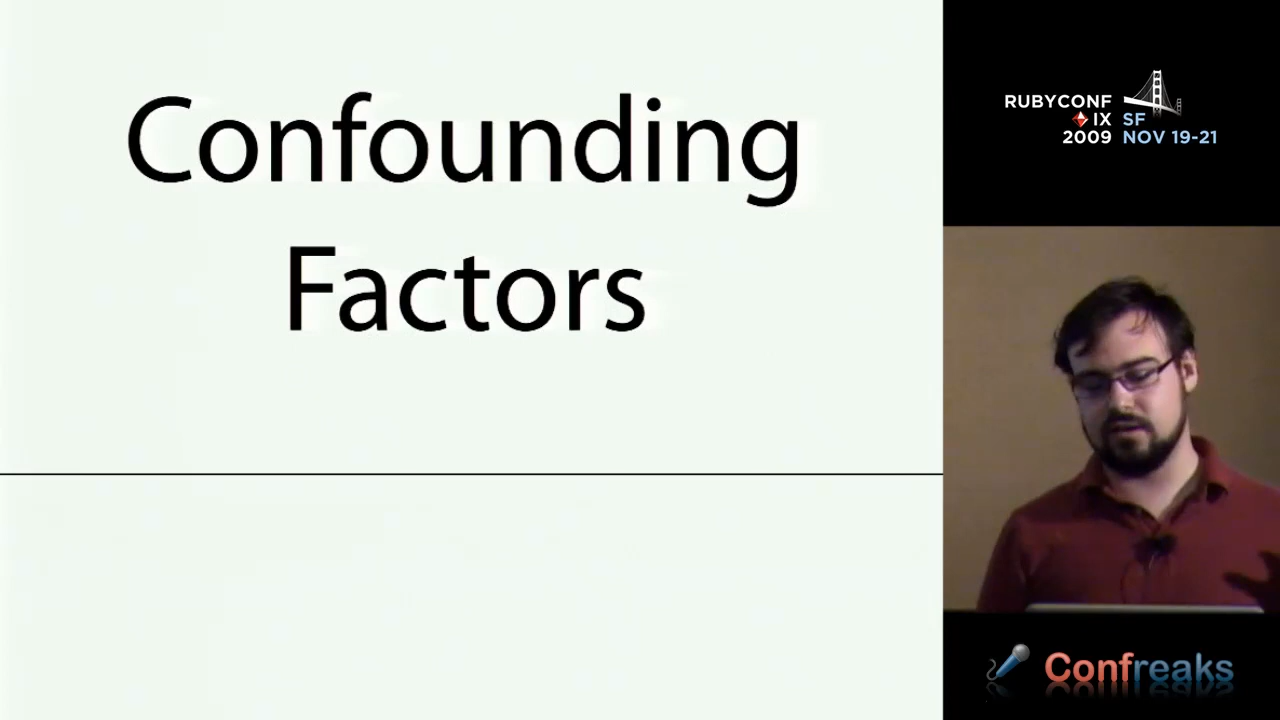 Confounding
Factors
RUBYCONF
IX SF
2009 NOV 19-21
Confreaks